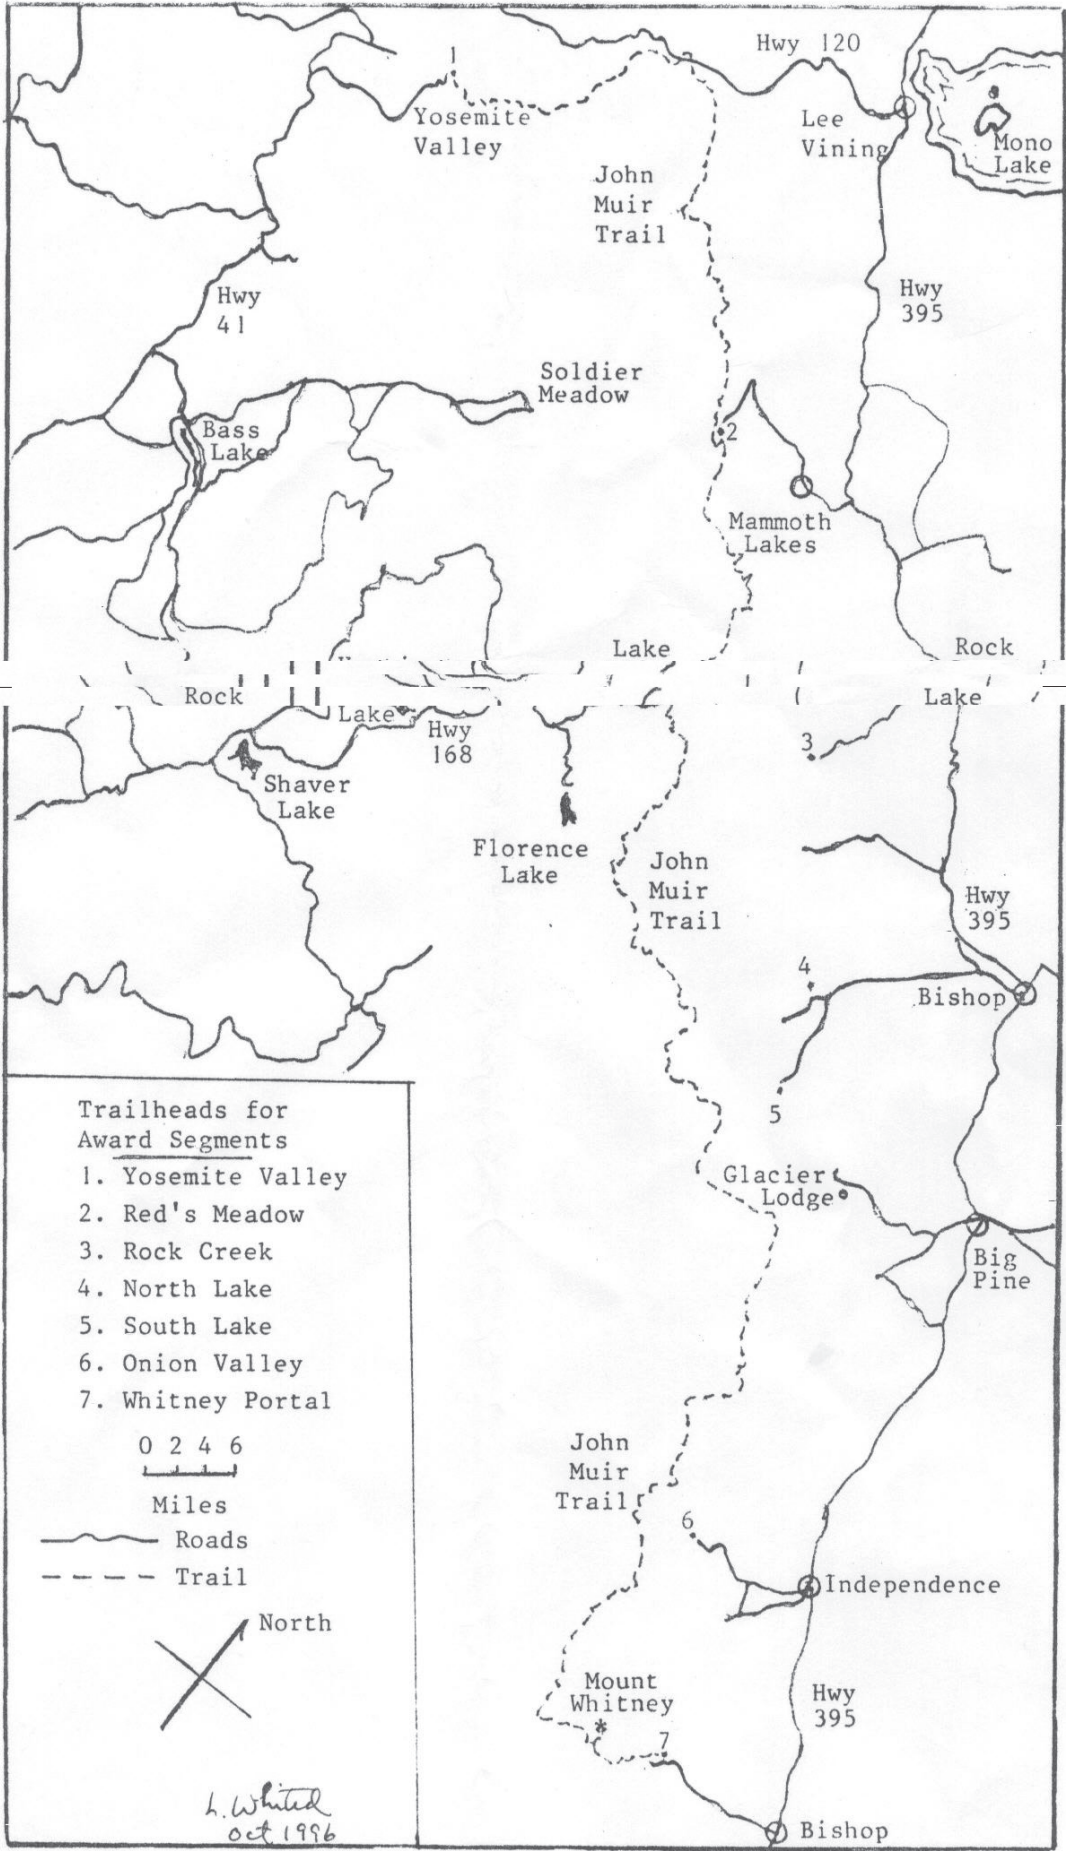 1
Hwy 120
Yosemite
Valley
Lee
Vining
Mono
Lake
John
Muir
Trail
Hwy
41
Hwy
395
Soldier
Meadow
Bass
Lake
2
Mammoth
Lakes
Lake
Rock
Rock
Lake
Lake
Hwy
168
3
Shaver
Lake
Florence
Lake
John
Muir
Trail
Hwy
395
4
Bishop
5
Glacier
Lodge
Big
Pine
Trailheads for
Award Segments
1. Yosemite Valley
2. Red's Meadow
3. Rock Creek
4. North Lake
5. South Lake
6. Onion Valley
7. Whitney Portal
0 2 4 6
Miles
Roads
Trail
North
John
Muir
Trail
6
Independence
Mount
Whitney
*
7
Hwy
395
Bishop
L. Whited
Oct 1996